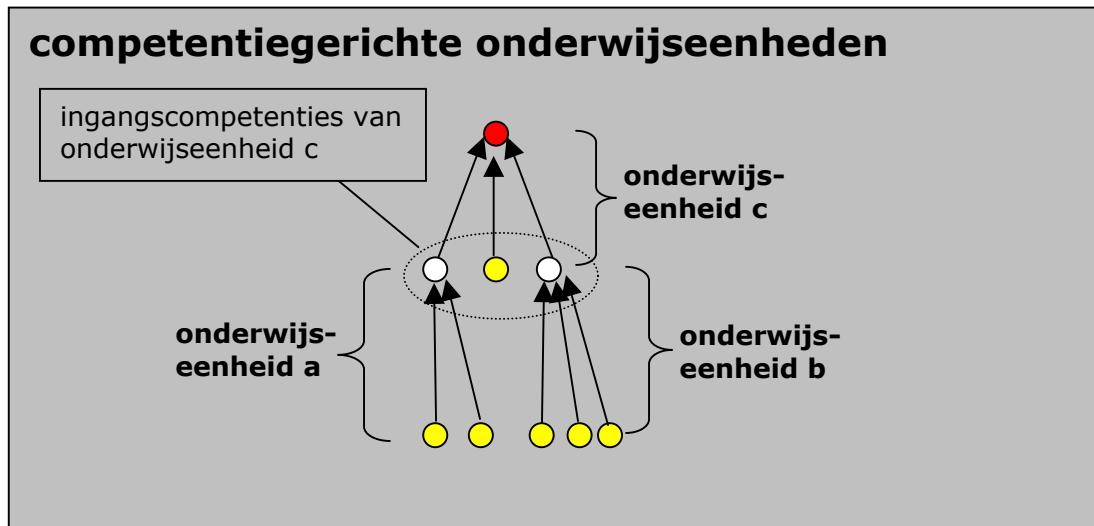 competentiegerichte onderwijseenheden
ingangscompetenties van
onderwijseenheid c
onderwijs-
eenheid c
onderwijs-
eenheid a
onderwijs-
eenheid b